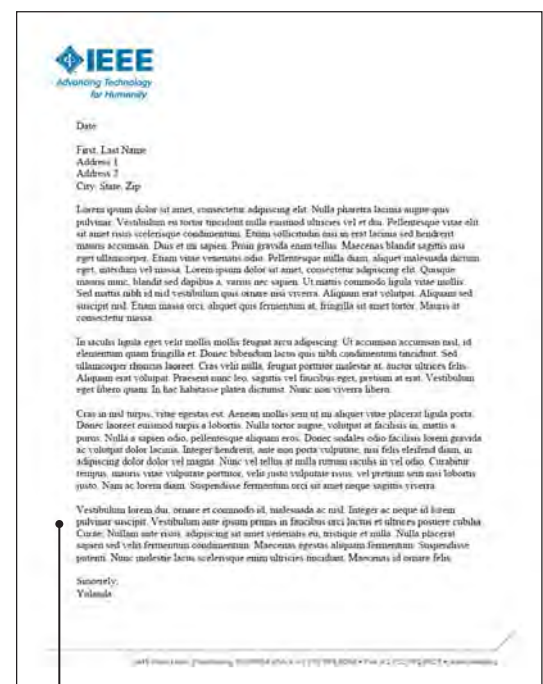 IEEE
Advancing Technology
for Humanity
Date
First, Last Name
Address 1
Address 2
City, State, Zip
Lorem ipsum dolor sit amet, consectetur adipiscing elit. Nulla pharetra lacinia augue quis
pulvinar. Vestibulum eu tortor tincidunt nulla euismod ultricies vel et dui. Pellentesque vitae elit
sit amet risus scelerisque condimentum. Etiam sollicitudin nisi in erat lacinia sed hendrerit
mauris accumsan. Duis et mi sapien. Proin gravida enim tellus. Maecenas blandit sagittis nisi
eget ullamcorper. Etiam vitae venenatis odio. Pellentesque nulla diam, aliquet malesuada dictum
eget, interdum vel massa. Lorem ipsum dolor sit amet, consectetur adipiscing elit. Quisque
mauris nunc, blandit sed dapibus a, varius nec sapien. Ut mattis commodo ligula vitae mollis.
Sed mattis nibh id nisl vestibulum quis ornare nisi viverra. Aliquam erat volutpat. Aliquam sed
suscipit nisl. Etiam massa orci, aliquet quis fermentum at, fringilla sit amet tortor. Mauris at
consectetur massa.
In iaculis ligula eget velit mollis mollis feugiat arcu adipiscing. Ut accumsan accumsan nisl, id
elementum quam fringilla et. Donec bibendum lacus quis nibh condimentum tincidunt. Sed
ullamcorper rhoncus laoreet. Cras velit nulla, feugiat porttitor molestie at, auctor ultrices felis.
Aliquam erat volutpat. Praesent nunc leo, sagittis vel faucibus eget, pretium at erat. Vestibulum
eget libero quam. In hac habitasse platea dictumst. Nunc non viverra libero.
Cras in nisl turpis, vitae egestas est. Aenean mollis sem ut mi aliquet vitae placerat ligula porta.
Donec laoreet euismod turpis a lobortis. Nulla tortor augue, volutpat at facilisis in, mattis a
purus. Nulla a sapien odio, pellentesque aliquam eros. Donec sodales odio facilisis lorem gravida
ac volutpat dolor lacinia. Integer hendrerit, ante non porta vulputate, nisi felis eleifend diam, in
adipiscing dolor dolor vel magna. Nunc vel tellus at nulla rutrum iaculis in vel odio. Curabitur
tempus, mauris vitae vulputate porttitor, velit justo vulputate risus, vel pretium sem nisi lobortis
justo. Nam ac lorem diam. Suspendisse fermentum orci sit amet neque sagittis viverra.
Vestibulum lorem dui, ornare et commodo id, malesuada ac nisl. Integer ac neque id lorem
pulvinar suscipit. Vestibulum ante ipsum primis in faucibus orci luctus et ultrices posuere cubilia
Curae; Nullam ante risus, adipiscing sit amet venenatis eu, tristique et nulla. Nulla placerat
sapien sed velit fermentum condimentum. Maecenas egestas aliquam fermentum. Suspendisse
potenti. Nunc molestie lacus scelerisque enim ultricies tincidunt. Maecenas id ornare felis.
Sincerely,
Yolanda